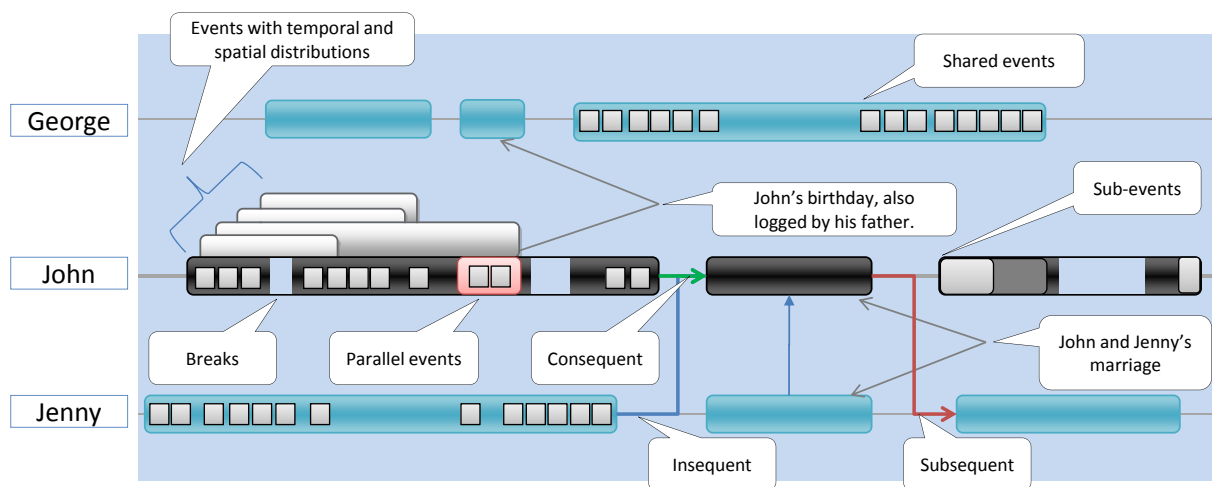 Events with temporal and
spatial distributions
Shared events
George
John’s birthday, also
logged by his father.
Sub-events
John
Breaks
Parallel events
Consequent
John and Jenny’s
marriage
Jenny
Insequent
Subsequent